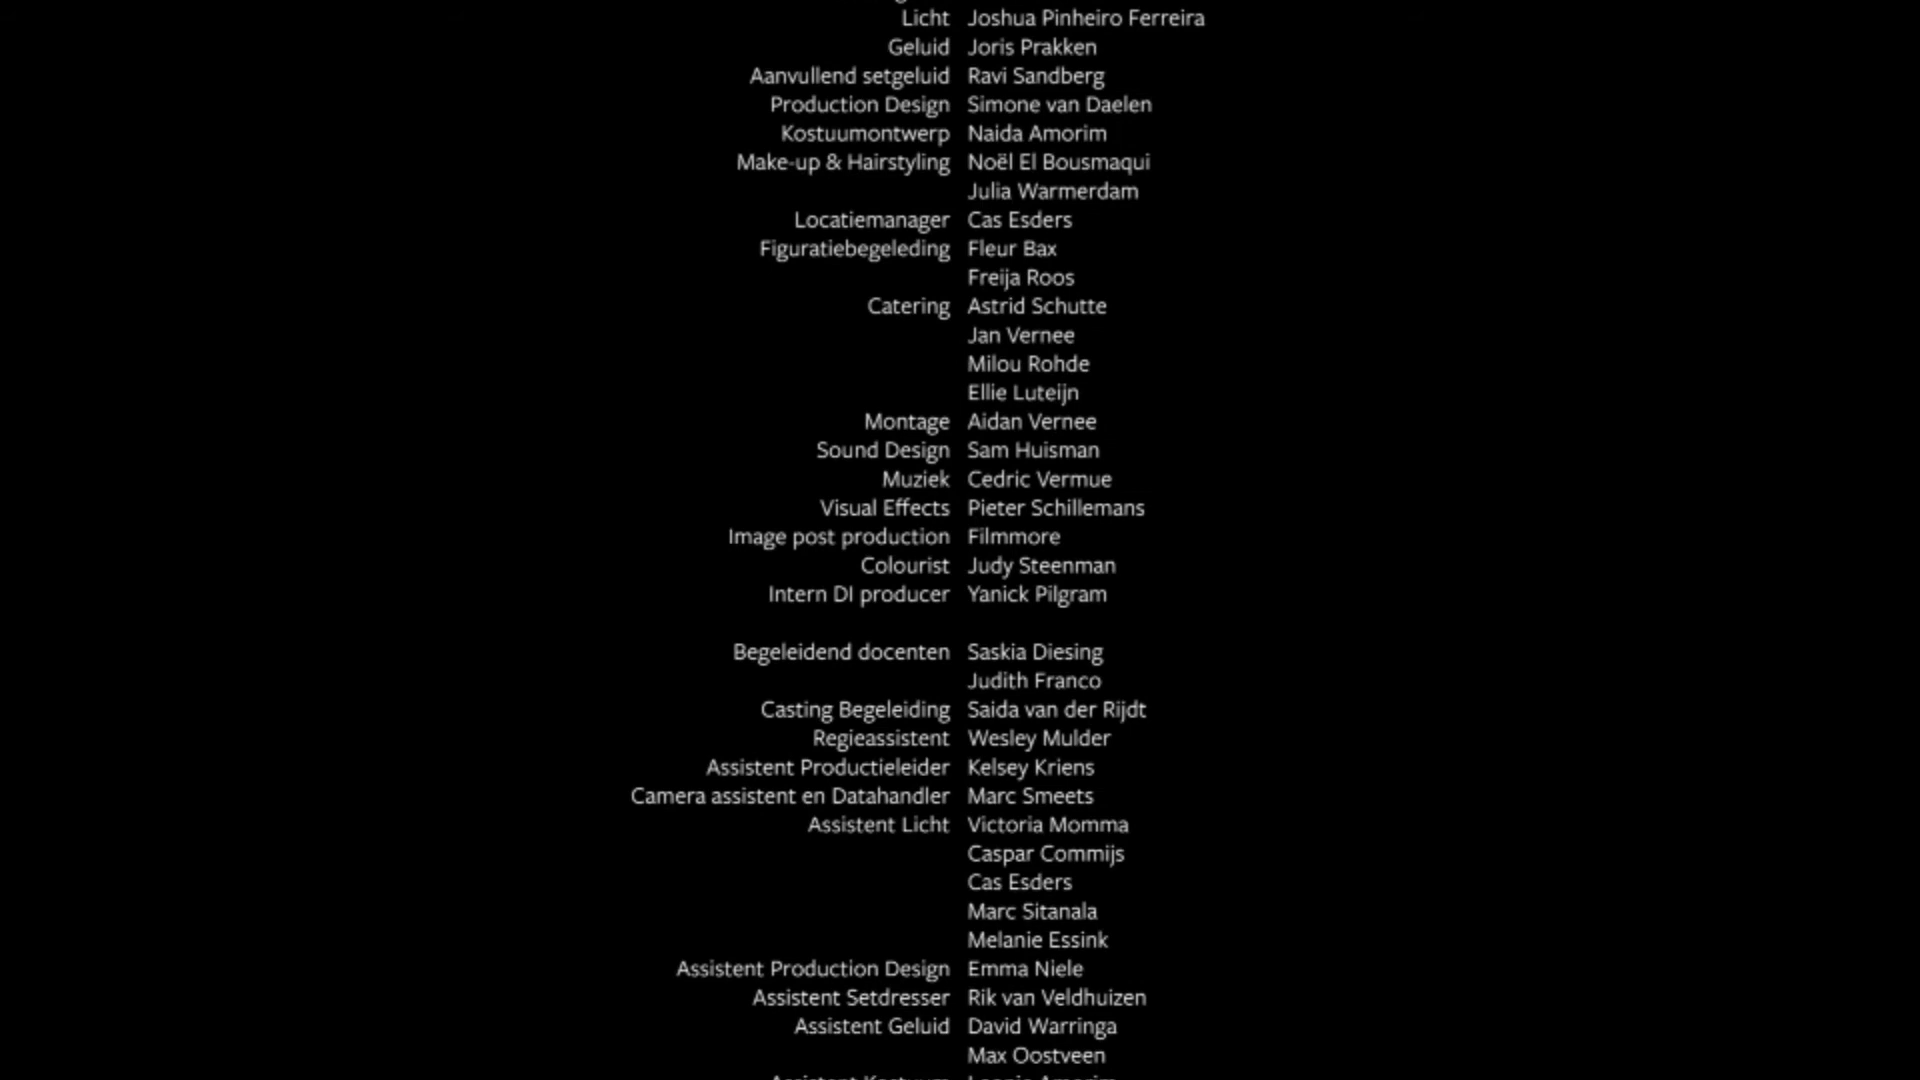 Licht Joshua Pinheiro Ferreira
Geluid Joris Prakken
Aanvullend setgeluid Ravi Sandberg
Production Design Simone van Daelen
Kostuumontwerp Naida Amorim
Make-up & Hairstyling Noël El Bousmaqui
Julia Warmerdam
Locatiemanager Cas Esders
Figuratiebegeleding Fleur Bax
Freija Roos
Catering Astrid Schutte
Jan Vernee
Milou Rohde
Ellie Luteijn
Montage Aidan Vernee
Sound Design Sam Huisman
Muziek Cedric Vermue
Visual Effects Pieter Schillemans
Image post production Filmmore
Colourist Judy Steenman
Intern DI producer Yanick Pilgram
Begeleidend docenten Saskia Diesing
Judith Franco
Casting Begeleiding Saida van der Rijdt
Regieassistent Wesley Mulder
Assistent Productieleider Kelsey Kriens
Camera assistent en Datahandler Marc Smeets
Assistent Licht Victoria Momma
Caspar Commijs
Cas Esders
Marc Sitanala
Melanie Essink
Assistent Production Design Emma Niele
Assistent Setdresser Rik van Veldhuizen
Assistent Geluid David Warringa
Max Oostveen